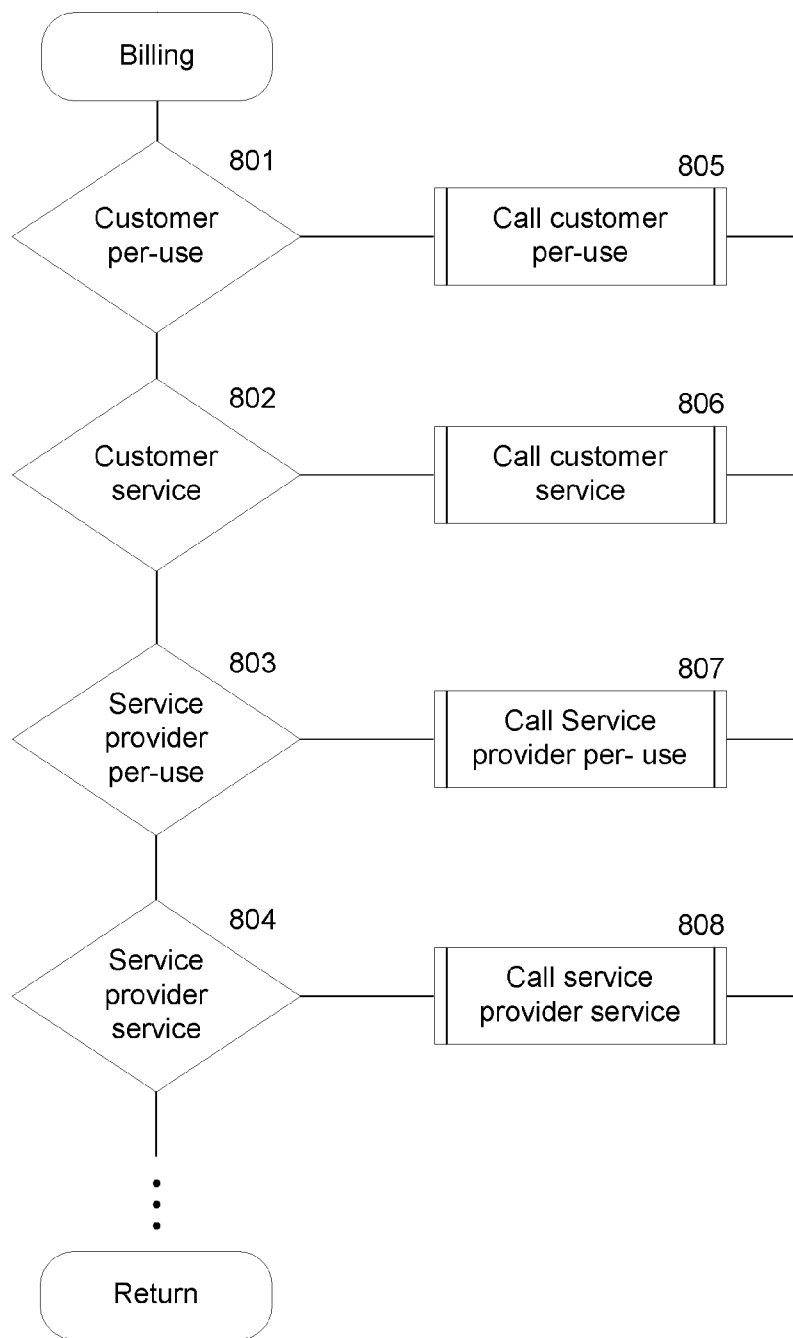 Billing
801
Customer
per-use
805
Call customer
per-use
802
Customer
service
806
Call customer
service
803
Service
provider
per-use
807
Call Service
provider per- use
804
Service
provider
service
808
Call service
provider service
Return